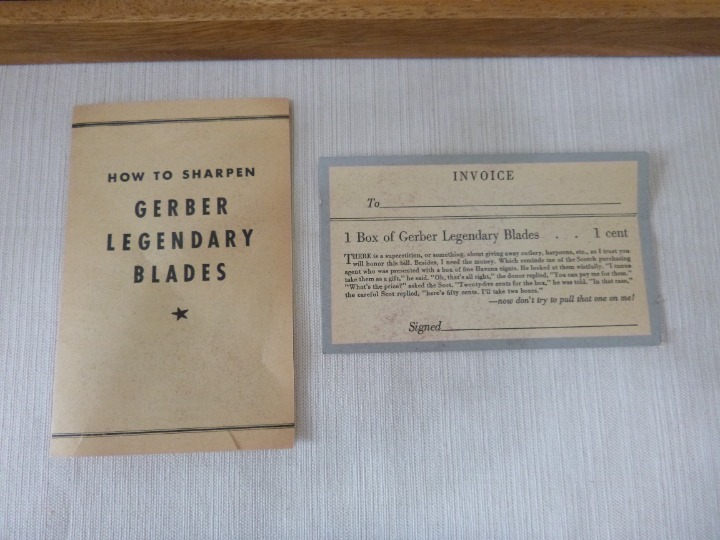 HOW TO SHARPEN
GERBER
LEGENDARY
BLADES
INVOICE
To
1 Box of Gerber Legendary Blades . . 1 cent
THERE is a superstition, or something, about giving away cutlery, harpoons, etc., so I trust you
will honor this bill. Besides, I need the money. Which reminds me of the Scotch purchasing
agent who was presented with a box of fine Havana cigars. He looked at them wistfully. "I canna
take them as a gift," he said. "Oh, that's all right," the donor replied, "You can pay me for them."
"What's the prize?" asked the Scot. "Twenty-five cents for the box," he was told. "In that case,"
the careful Scot replied, "here's fifty cents. I'll take two boxes."
—now don't try to pull that one on me!
Signed